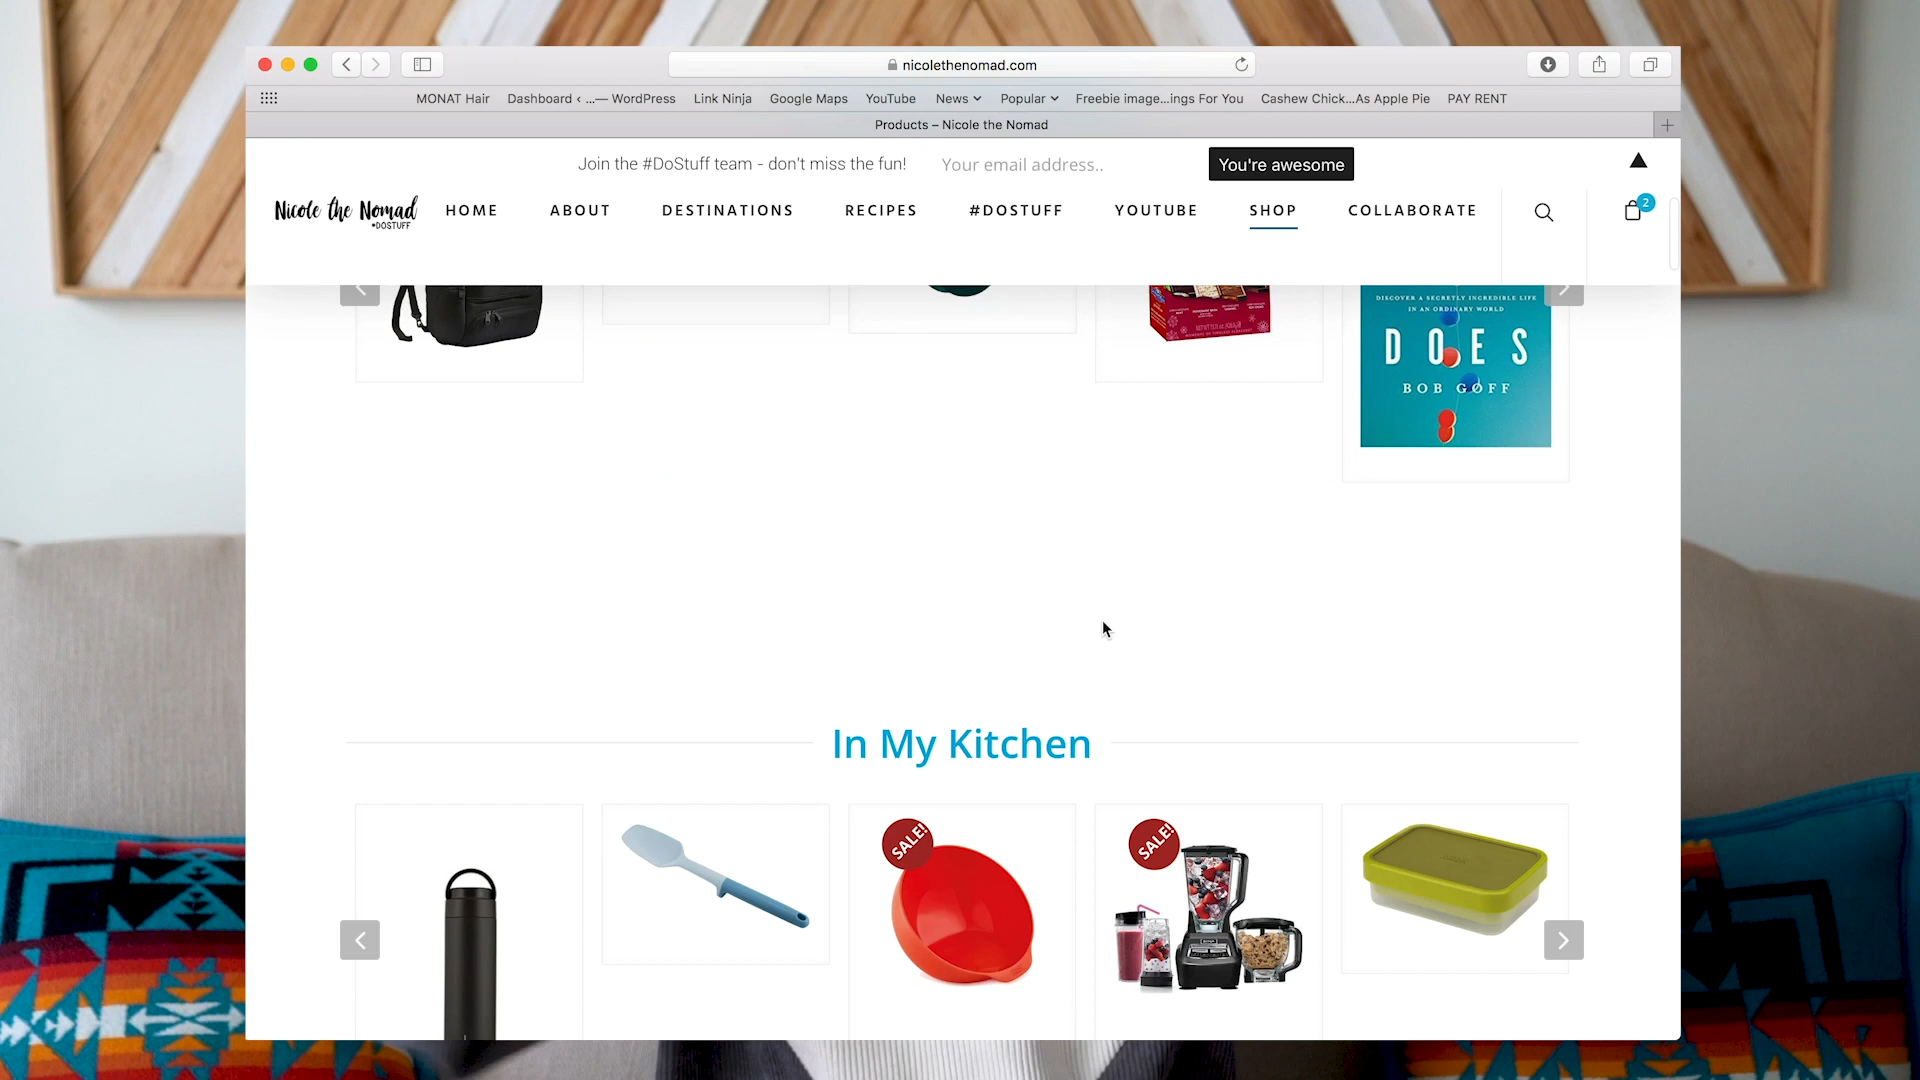 nicolethenomad.com
MONAT Hair Dashboard ‹ ...— WordPress Link Ninja Google Maps YouTube News Popular Freebie image...ings For You Cashew Chick...As Apple Pie PAY RENT
Products – Nicole the Nomad
Join the #DoStuff team - don't miss the fun! Your email address.. You're awesome
Nicole the Nomad
#DOSTUFF
HOME ABOUT DESTINATIONS RECIPES #DOSTUFF YOUTUBE SHOP COLLABORATE 2
DISCOVER A SECRETLY INCREDIBLE LIFE
IN AN ORDINARY WORLD
DOES
BOB GOFF
In My Kitchen
SALE!
SALE!